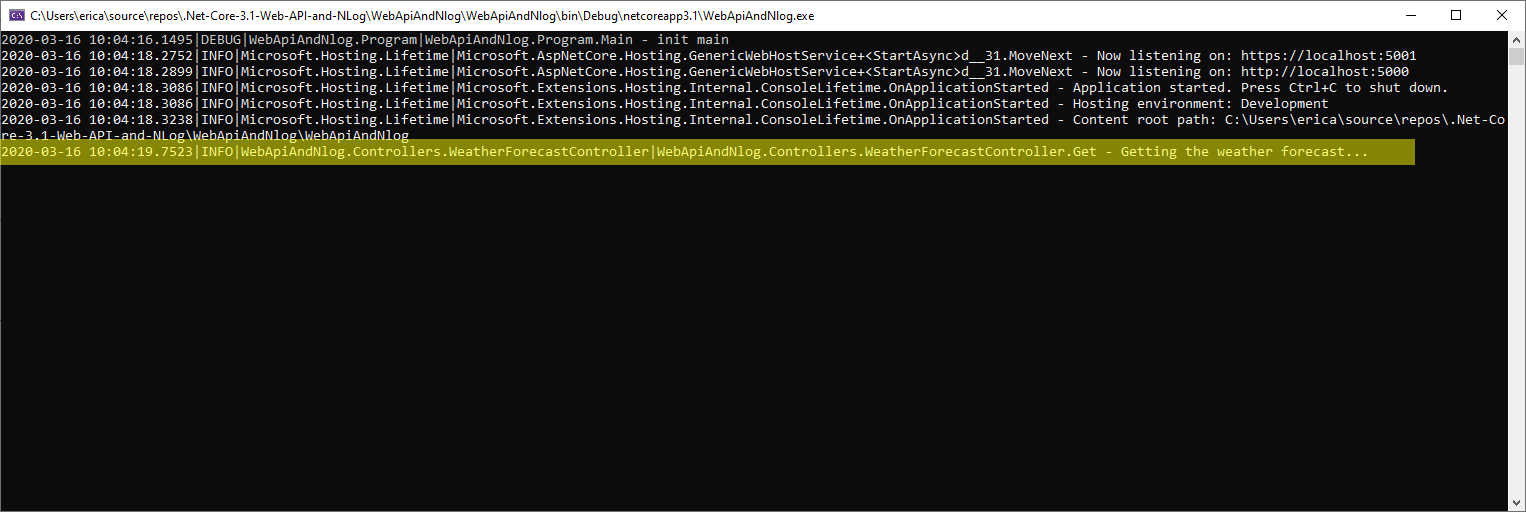 C:\Users\erica\source\repos\.Net-Core-3.1-Web-API-and-NLog\WebApiAndNlog\WebApiAndNlog\bin\Debug\netcoreapp3.1\WebApiAndNlog.exe
2020-03-16 10:04:16.1495|DEBUG|WebApiAndNlog.Program|WebApiAndNlog.Program.Main - init main
2020-03-16 10:04:18.2752|INFO|Microsoft.Hosting.Lifetime|Microsoft.AspNetCore.Hosting.GenericWebHostService+<StartAsync>d__31.MoveNext - Now listening on: https://localhost:5001
2020-03-16 10:04:18.2899|INFO|Microsoft.Hosting.Lifetime|Microsoft.AspNetCore.Hosting.GenericWebHostService+<StartAsync>d__31.MoveNext - Now listening on: http://localhost:5000
2020-03-16 10:04:18.3086|INFO|Microsoft.Hosting.Lifetime|Microsoft.Extensions.Hosting.Internal.ConsoleLifetime.OnApplicationStarted - Application started. Press Ctrl+C to shut down.
2020-03-16 10:04:18.3086|INFO|Microsoft.Hosting.Lifetime|Microsoft.Extensions.Hosting.Internal.ConsoleLifetime.OnApplicationStarted - Hosting environment: Development
2020-03-16 10:04:18.3238|INFO|Microsoft.Hosting.Lifetime|Microsoft.Extensions.Hosting.Internal.ConsoleLifetime.OnApplicationStarted - Content root path: C:\Users\erica\source\repos\.Net-Co
re-3.1-Web-API-and-NLog\WebApiAndNlog\WebApiAndNlog
2020-03-16 10:04:19.7523|INFO|WebApiAndNlog.Controllers.WeatherForecastController|WebApiAndNlog.Controllers.WeatherForecastController.Get - Getting the weather forecast...